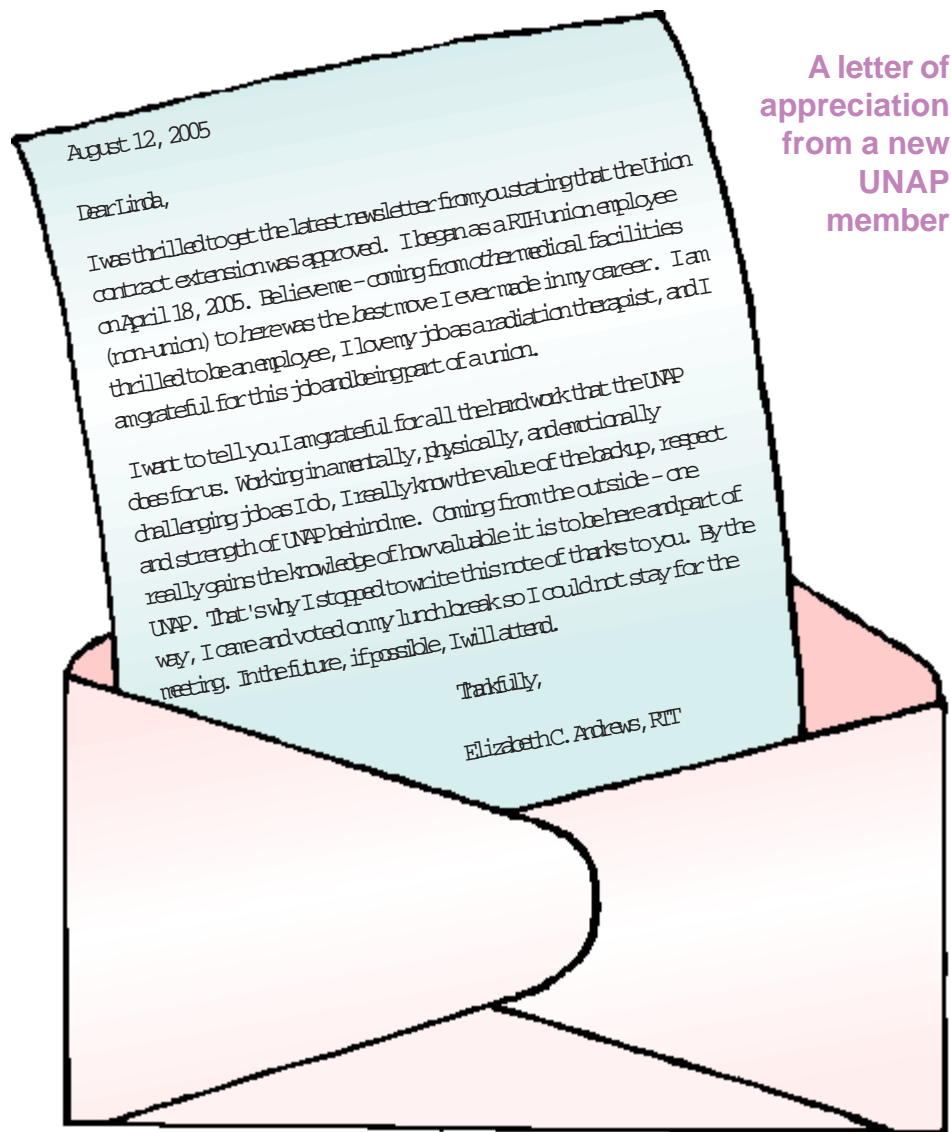 A letter of
appreciation
from a new
UNAP
member
August 12, 2005
Dear Linda,
I was thrilled to get the latest newsletter from you stating that the Union
contract extension was approved. I began as a RIH union employee
on April 18, 2005. Believe me – coming from other medical facilities
(non-union) to here was the best move I ever made in my career. I am
thrilled to be an employee, I love my job as a radiation therapist, and I
am grateful for this job and being part of a union.
I want to tell you I am grateful for all the hard work that the UNAP
does for us. Working in a mentally, physically, and emotionally
challenging job as I do, I really know the value of the backup, respect
and strength of UNAP behind me. Coming from the outside – one
really gains the knowledge of how valuable it is to be here and part of
UNAP. That's why I stopped to write this note of thanks to you. By the
way, I came and voted on my lunch break so I could not stay for the
meeting. In the future, if possible, I will attend.
Thankfully,
Elizabeth C. Andrews, RTT